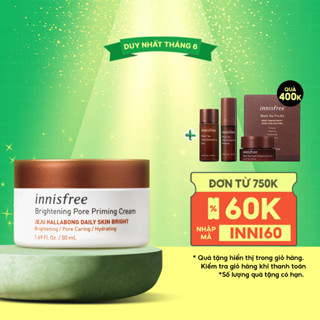 DUY NHẤT THÁNG 6
QUÀ
400K
innisfree
innisfree
Brightening Pore Priming Cream
JEJU HALLABONG DAILY SKIN BRIGHT
Brightening / Pore Caring / Hydrating
1.69 Fl. Oz. / 50 mL
+
innisfree
ĐƠN TỪ 750K
% 60K
NHẬP
MÃ
INNI60
* Quà tặng hiển thị trong giỏ hàng.
Kiểm tra giỏ hàng khi thanh toán
*Số lượng quà tặng có hạn.